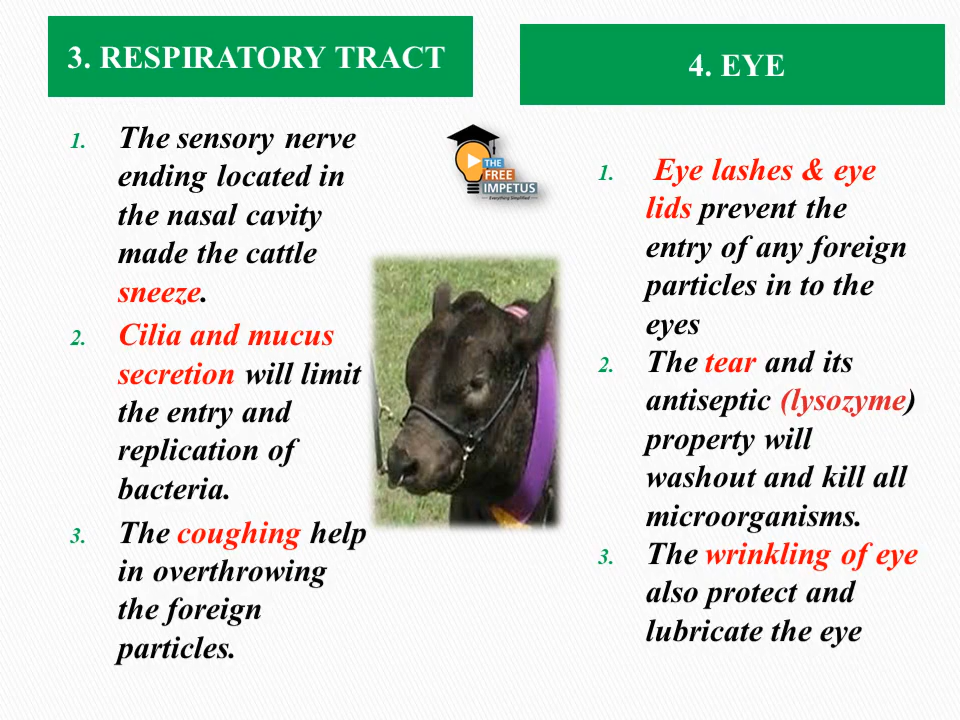 3. RESPIRATORY TRACT
1. The sensory nerve
ending located in
the nasal cavity
made the cattle
sneeze.
2. Cilia and mucus
secretion will limit
the entry and
replication of
bacteria.
3. The coughing help
in overthrowing
the foreign
particles.
THE
FREE
IMPETUS
Everything Simplified
4. EYE
1. Eye lashes & eye
lids prevent the
entry of any foreign
particles in to the
eyes
2. The tear and its
antiseptic (lysozyme)
property will
washout and kill all
microorganisms.
3. The wrinkling of eye
also protect and
lubricate the eye